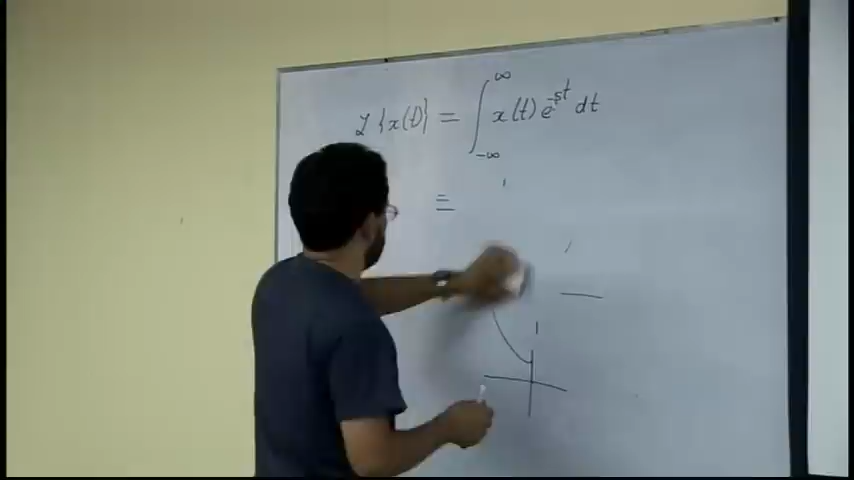 ℒ{x(t)} = ∫_{-∞}^{∞} x(t) e^{-st} dt
=